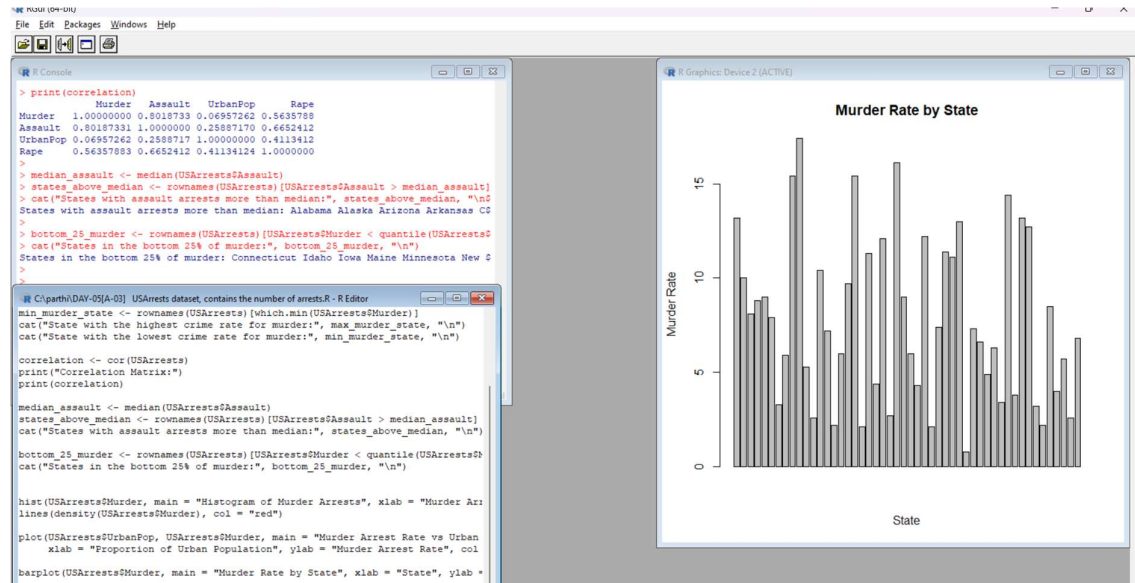 RGui (64-bit)
File Edit Packages Windows Help
R Console
> print(correlation)
Murder Assault UrbanPop Rape
Murder 1.00000000 0.8018733 0.06957262 0.5635788
Assault 0.80187331 1.0000000 0.25887170 0.6652412
UrbanPop 0.06957262 0.2588717 1.00000000 0.4113412
Rape 0.56357883 0.6652412 0.41134124 1.0000000
>
> median_assault <- median(USArrests$Assault)
> states_above_median <- rownames(USArrests)[USArrests$Assault > median_assault]
> cat("States with assault arrests more than median:", states_above_median, "\n$
States with assault arrests more than median: Alabama Alaska Arizona Arkansas C$
>
> bottom_25_murder <- rownames(USArrests)[USArrests$Murder < quantile(USArrests$
> cat("States in the bottom 25% of murder:", bottom_25_murder, "\n")
States in the bottom 25% of murder: Connecticut Idaho Iowa Maine Minnesota New $
>
>
C:\parthi\DAY-05[A-03] USArrests dataset, contains the number of arrests.R - R Editor
min_murder_state <- rownames(USArrests)[which.min(USArrests$Murder)]
cat("State with the highest crime rate for murder:", max_murder_state, "\n")
cat("State with the lowest crime rate for murder:", min_murder_state, "\n")
correlation <- cor(USArrests)
print("Correlation Matrix:")
print(correlation)
median_assault <- median(USArrests$Assault)
states_above_median <- rownames(USArrests)[USArrests$Assault > median_assault]
cat("States with assault arrests more than median:", states_above_median, "\n")
bottom_25_murder <- rownames(USArrests)[USArrests$Murder < quantile(USArrests$M
cat("States in the bottom 25% of murder:", bottom_25_murder, "\n")
hist(USArrests$Murder, main = "Histogram of Murder Arrests", xlab = "Murder Arr
lines(density(USArrests$Murder), col = "red")
plot(USArrests$UrbanPop, USArrests$Murder, main = "Murder Arrest Rate vs Urban
xlab = "Proportion of Urban Population", ylab = "Murder Arrest Rate", col
barplot(USArrests$Murder, main = "Murder Rate by State", xlab = "State", ylab =
R Graphics: Device 2 (ACTIVE)
Murder Rate by State
Murder Rate
15
10
5
0
State